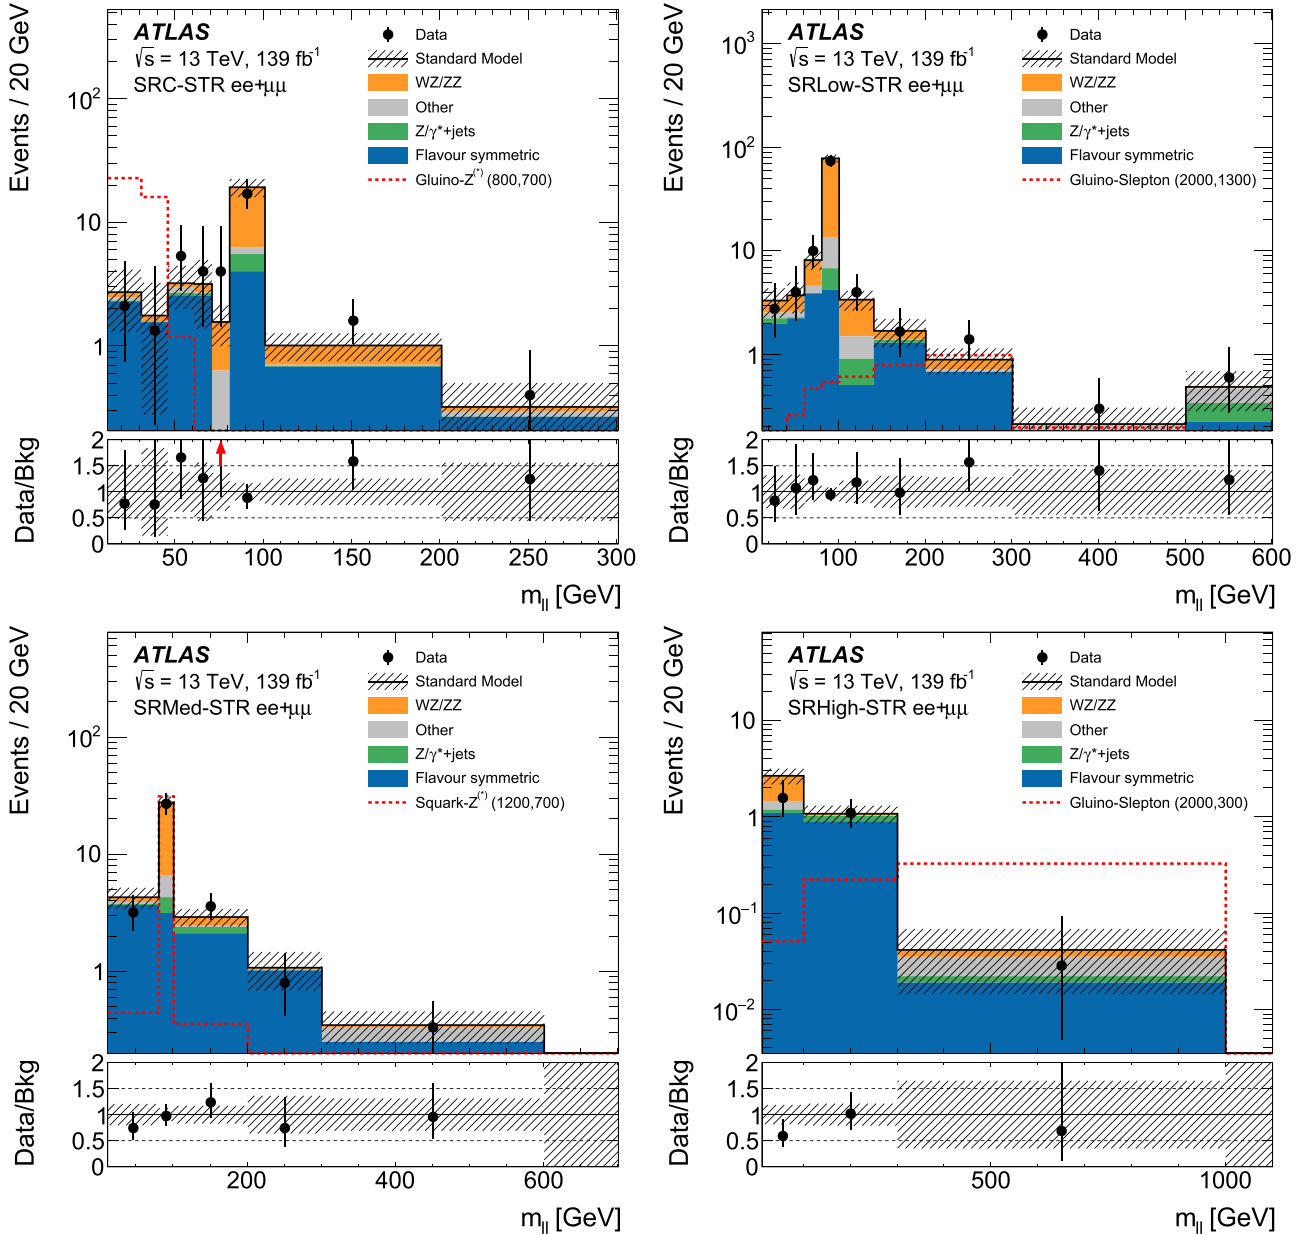 ATLAS
√s = 13 TeV, 139 fb⁻¹
SRC-STR ee+μμ
Data
Standard Model
WZ/ZZ
Other
Z/γ*+jets
Flavour symmetric
Gluino-Z(*) (800,700)
Events / 20 GeV
10²
10
1
Data/Bkg
2
1.5
1
0.5
0
50 100 150 200 250 300
mll [GeV]
ATLAS
√s = 13 TeV, 139 fb⁻¹
SRLow-STR ee+μμ
Data
Standard Model
WZ/ZZ
Other
Z/γ*+jets
Flavour symmetric
Gluino-Slepton (2000,1300)
Events / 20 GeV
10³
10²
10
1
Data/Bkg
2
1.5
1
0.5
0
100 200 300 400 500 600
mll [GeV]
ATLAS
√s = 13 TeV, 139 fb⁻¹
SRMed-STR ee+μμ
Data
Standard Model
WZ/ZZ
Other
Z/γ*+jets
Flavour symmetric
Squark-Z(*) (1200,700)
Events / 20 GeV
10²
10
1
Data/Bkg
2
1.5
1
0.5
0
200 400 600
mll [GeV]
ATLAS
√s = 13 TeV, 139 fb⁻¹
SRHigh-STR ee+μμ
Data
Standard Model
WZ/ZZ
Other
Z/γ*+jets
Flavour symmetric
Gluino-Slepton (2000,300)
Events / 20 GeV
10
1
10⁻¹
10⁻²
Data/Bkg
2
1.5
1
0.5
0
500 1000
mll [GeV]